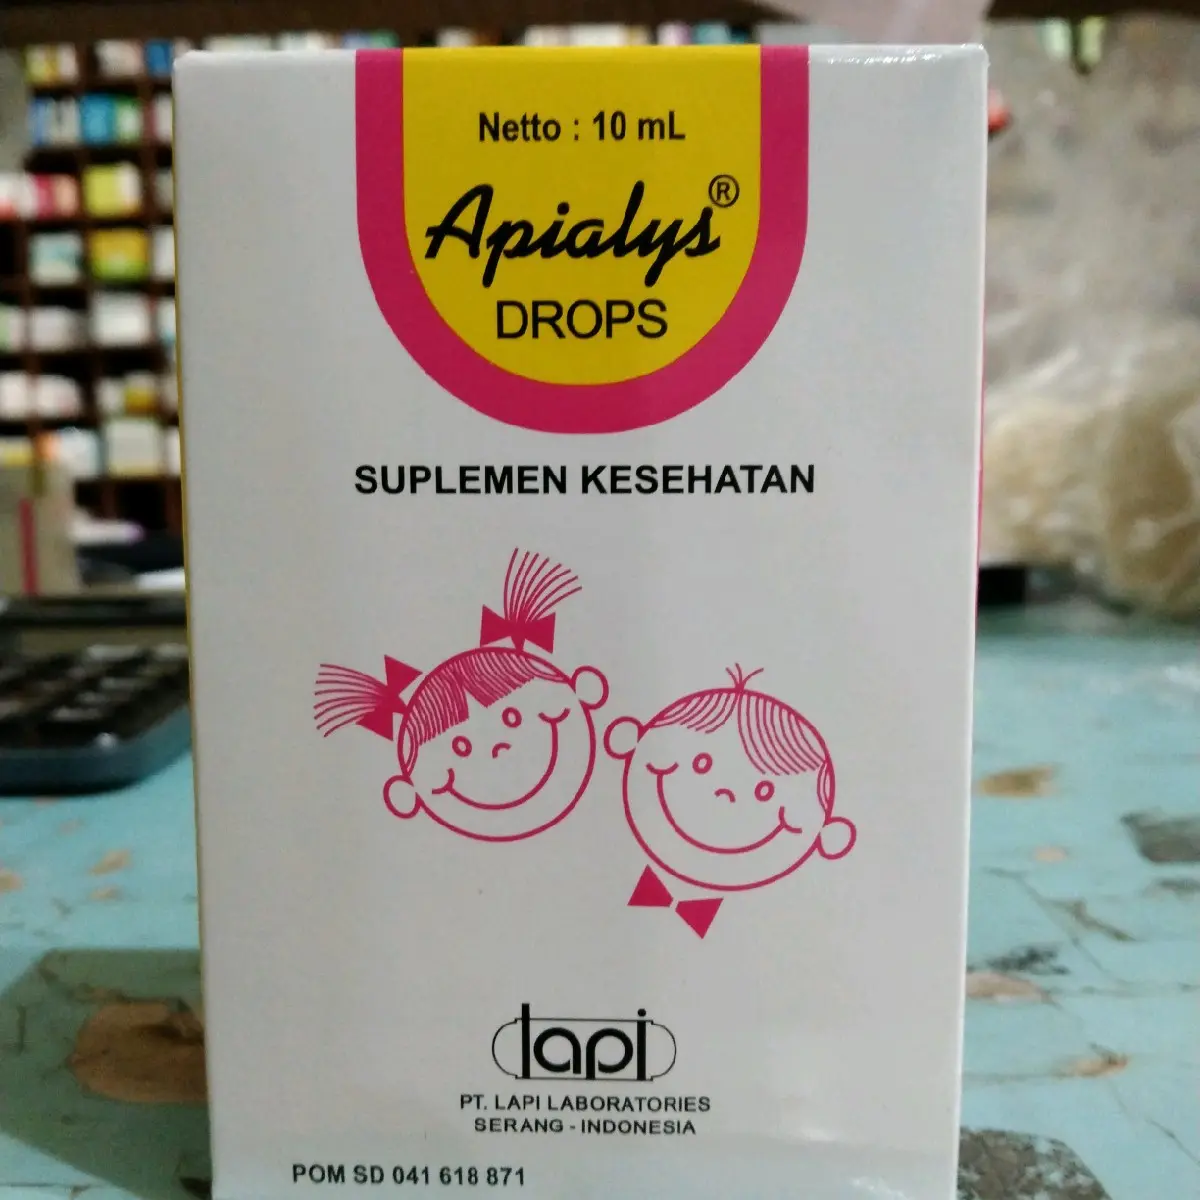 Netto : 10 mL
Apialys®
DROPS
SUPLEMEN KESEHATAN
lapi
PT. LAPI LABORATORIES
SERANG - INDONESIA
POM SD 041 618 871